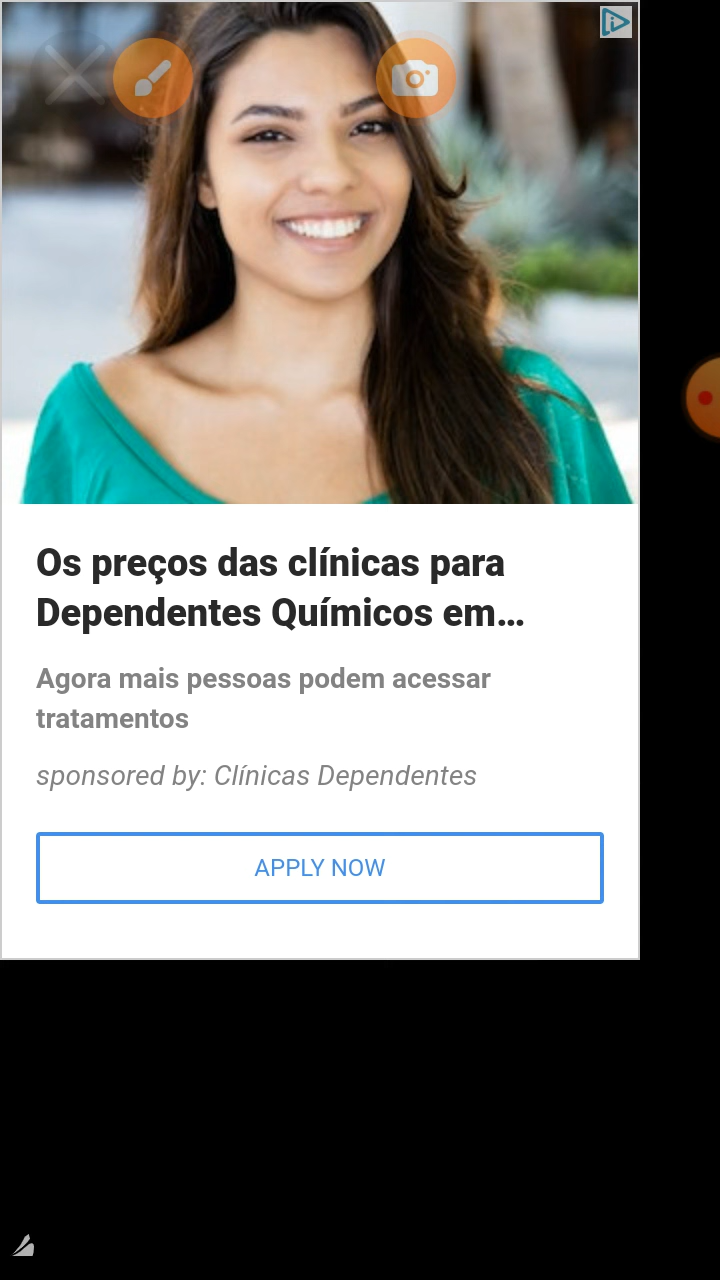 Os preços das clínicas para
Dependentes Químicos em...
Agora mais pessoas podem acessar
tratamentos
sponsored by: Clínicas Dependentes
APPLY NOW